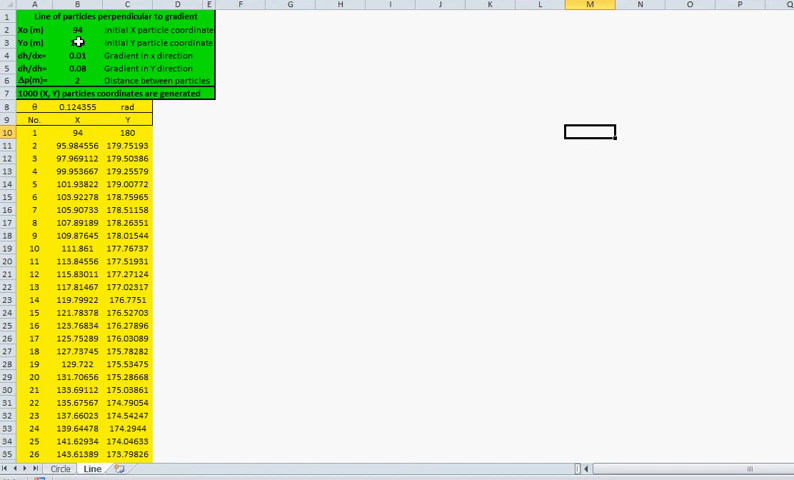 A B C D E F G H I J K L M N O P Q
1 Line of particles perpendicular to gradient
2 Xo (m) 94 Initial X particle coordinate
3 Yo (m) Initial Y particle coordinate
4 dh/dx= 0.01 Gradient in x direction
5 dh/dh= 0.08 Gradient in Y direction
6 Δp(m)= 2 Distance between particles
7 1000 (X, Y) particles coordinates are generated
8 θ 0.124355 rad
9 No. X Y
10 1 94 180
11 2 95.984556 179.75193
12 3 97.969112 179.50386
13 4 99.953667 179.25579
14 5 101.93822 179.00772
15 6 103.92278 178.75965
16 7 105.90733 178.51158
17 8 107.89189 178.26351
18 9 109.87645 178.01544
19 10 111.861 177.76737
20 11 113.84556 177.51931
21 12 115.83011 177.27124
22 13 117.81467 177.02317
23 14 119.79922 176.7751
24 15 121.78378 176.52703
25 16 123.76834 176.27896
26 17 125.75289 176.03089
27 18 127.73745 175.78282
28 19 129.722 175.53475
29 20 131.70656 175.28668
30 21 133.69112 175.03861
31 22 135.67567 174.79054
32 23 137.66023 174.54247
33 24 139.64478 174.2944
34 25 141.62934 174.04633
35 26 143.61389 173.79826
Circle Line